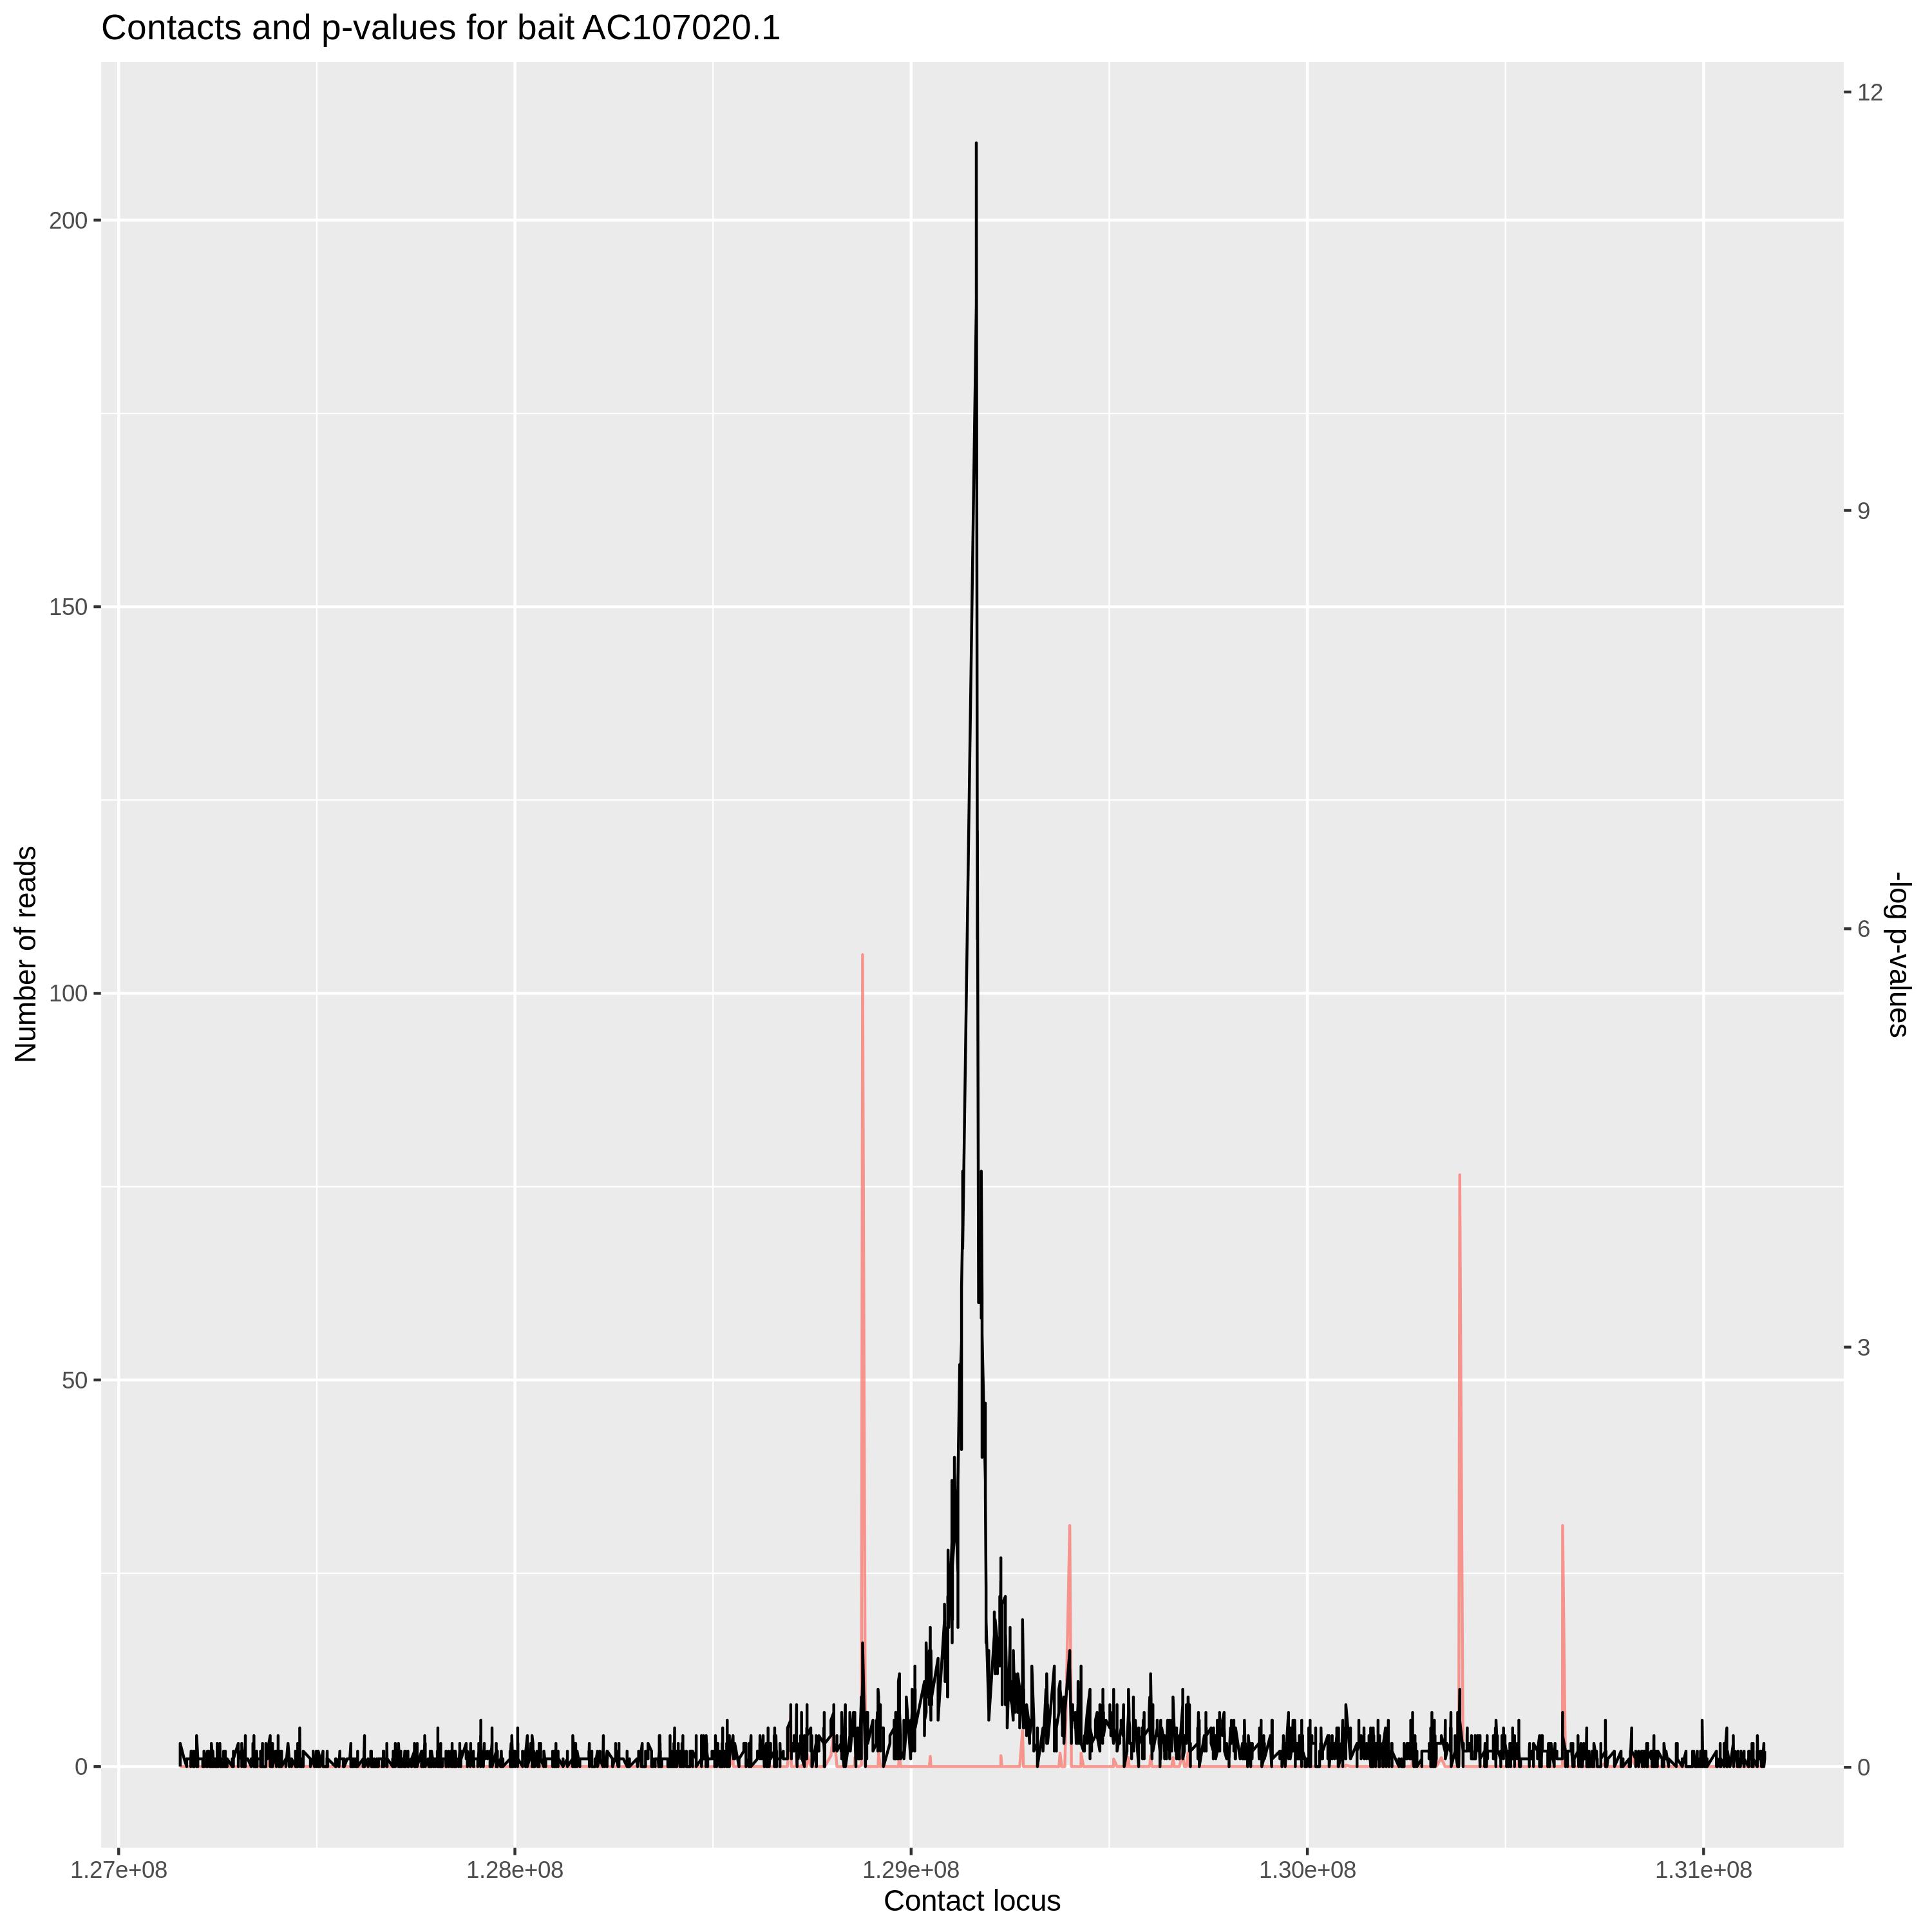 Contacts and p-values for bait AC107020.1
12
200
9
150
Number of reads
-log p-values
6
100
3
50
0
0
1.27e+08
1.28e+08
1.29e+08
1.30e+08
1.31e+08
Contact locus